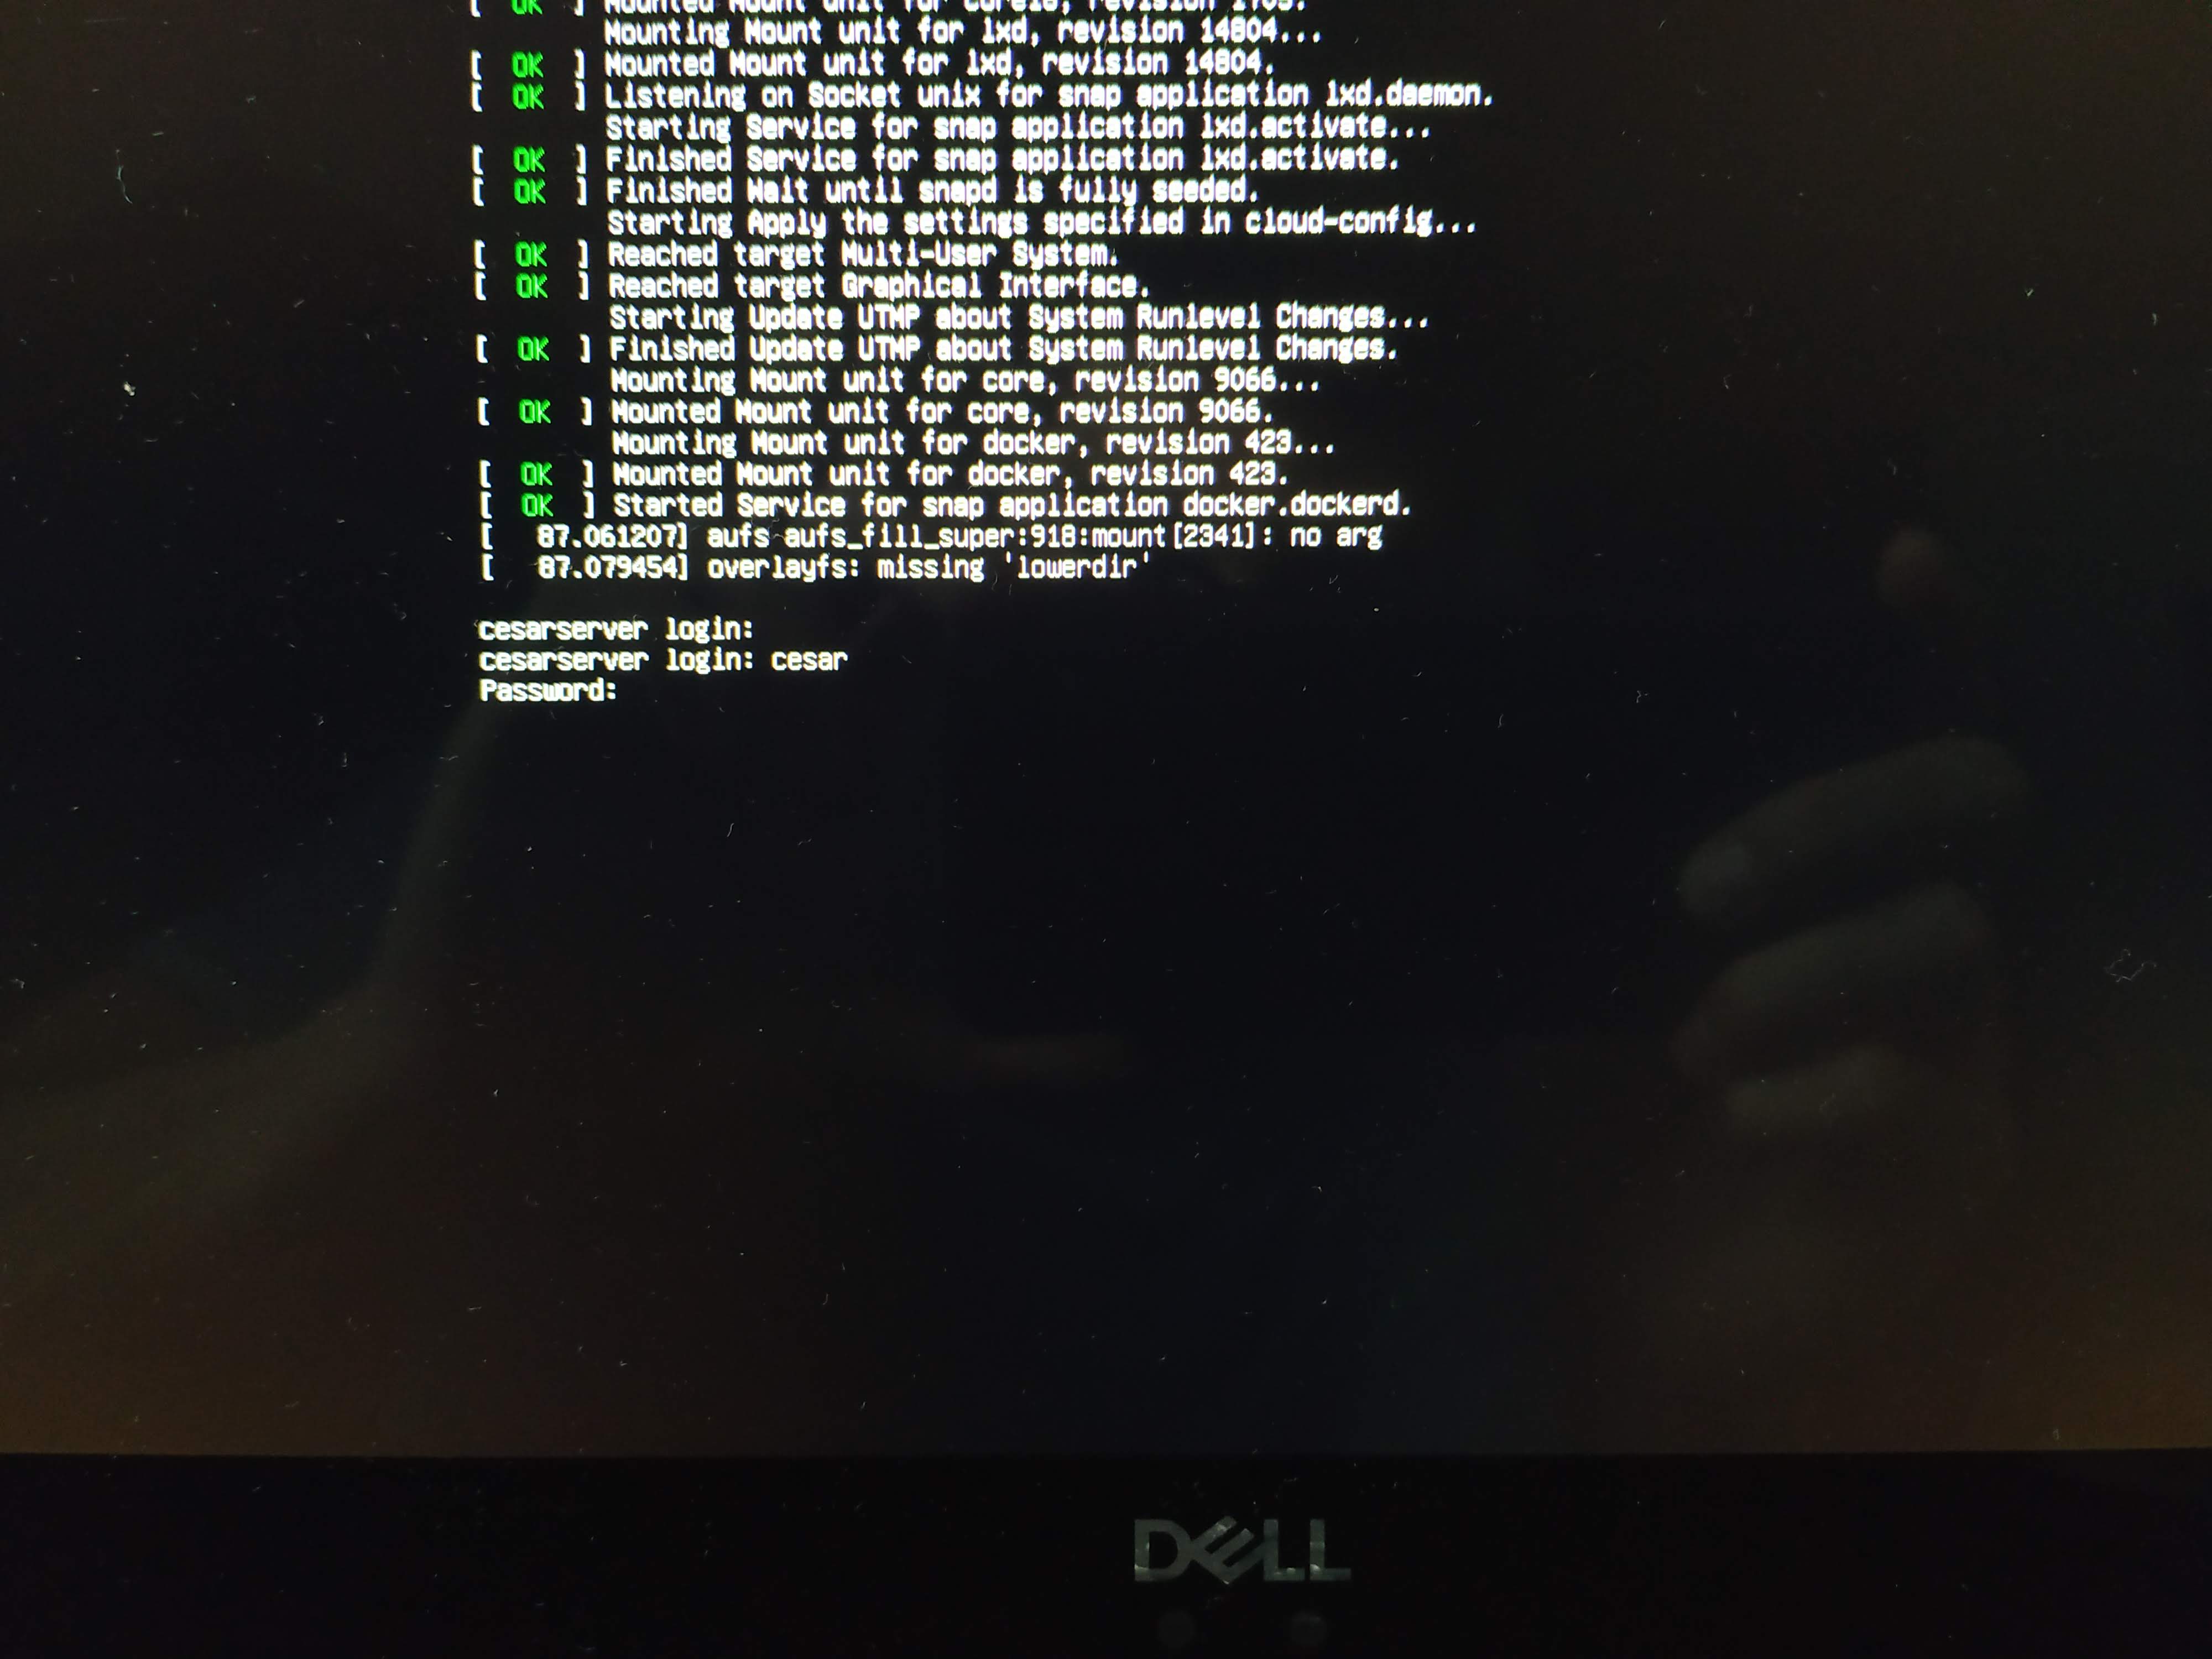 [ OK ] Mounted Mount unit for core18, revision 1705.
Mounting Mount unit for lxd, revision 14804...
[ OK ] Mounted Mount unit for lxd, revision 14804.
[ OK ] Listening on Socket unix for snap application lxd.daemon.
Starting Service for snap application lxd.activate...
[ OK ] Finished Service for snap application lxd.activate.
[ OK ] Finished Wait until snapd is fully seeded.
Starting Apply the settings specified in cloud-config...
[ OK ] Reached target Multi-User System.
[ OK ] Reached target Graphical Interface.
Starting Update UTMP about System Runlevel Changes...
[ OK ] Finished Update UTMP about System Runlevel Changes.
Mounting Mount unit for core, revision 9066...
[ OK ] Mounted Mount unit for core, revision 9066.
Mounting Mount unit for docker, revision 423...
[ OK ] Mounted Mount unit for docker, revision 423.
[ OK ] Started Service for snap application docker.dockerd.
[ 87.061207] aufs aufs_fill_super:918:mount[2341]: no arg
[ 87.079454] overlayfs: missing 'lowerdir'
cesarserver login:
cesarserver login: cesar
Password:
DELL